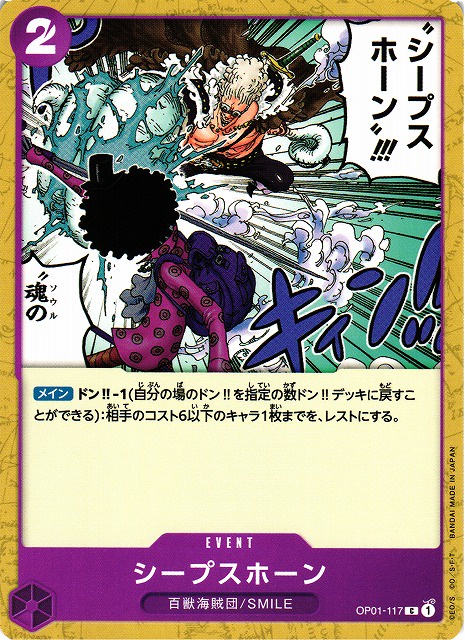 2
〝シープス
ホーン〟!!!
〝魂の
ソウル
キィン!!
メイン ドン!!-1(自分の場のドン!!を指定の数ドン!!デッキに戻すこ
とができる):相手のコスト6以下のキャラ1枚までを、レストにする。
EVENT
シープスホーン
百獣海賊団/SMILE
OP01-117 C 1
©E.O/S. ©O/S・F・T BANDAI MADE IN JAPAN